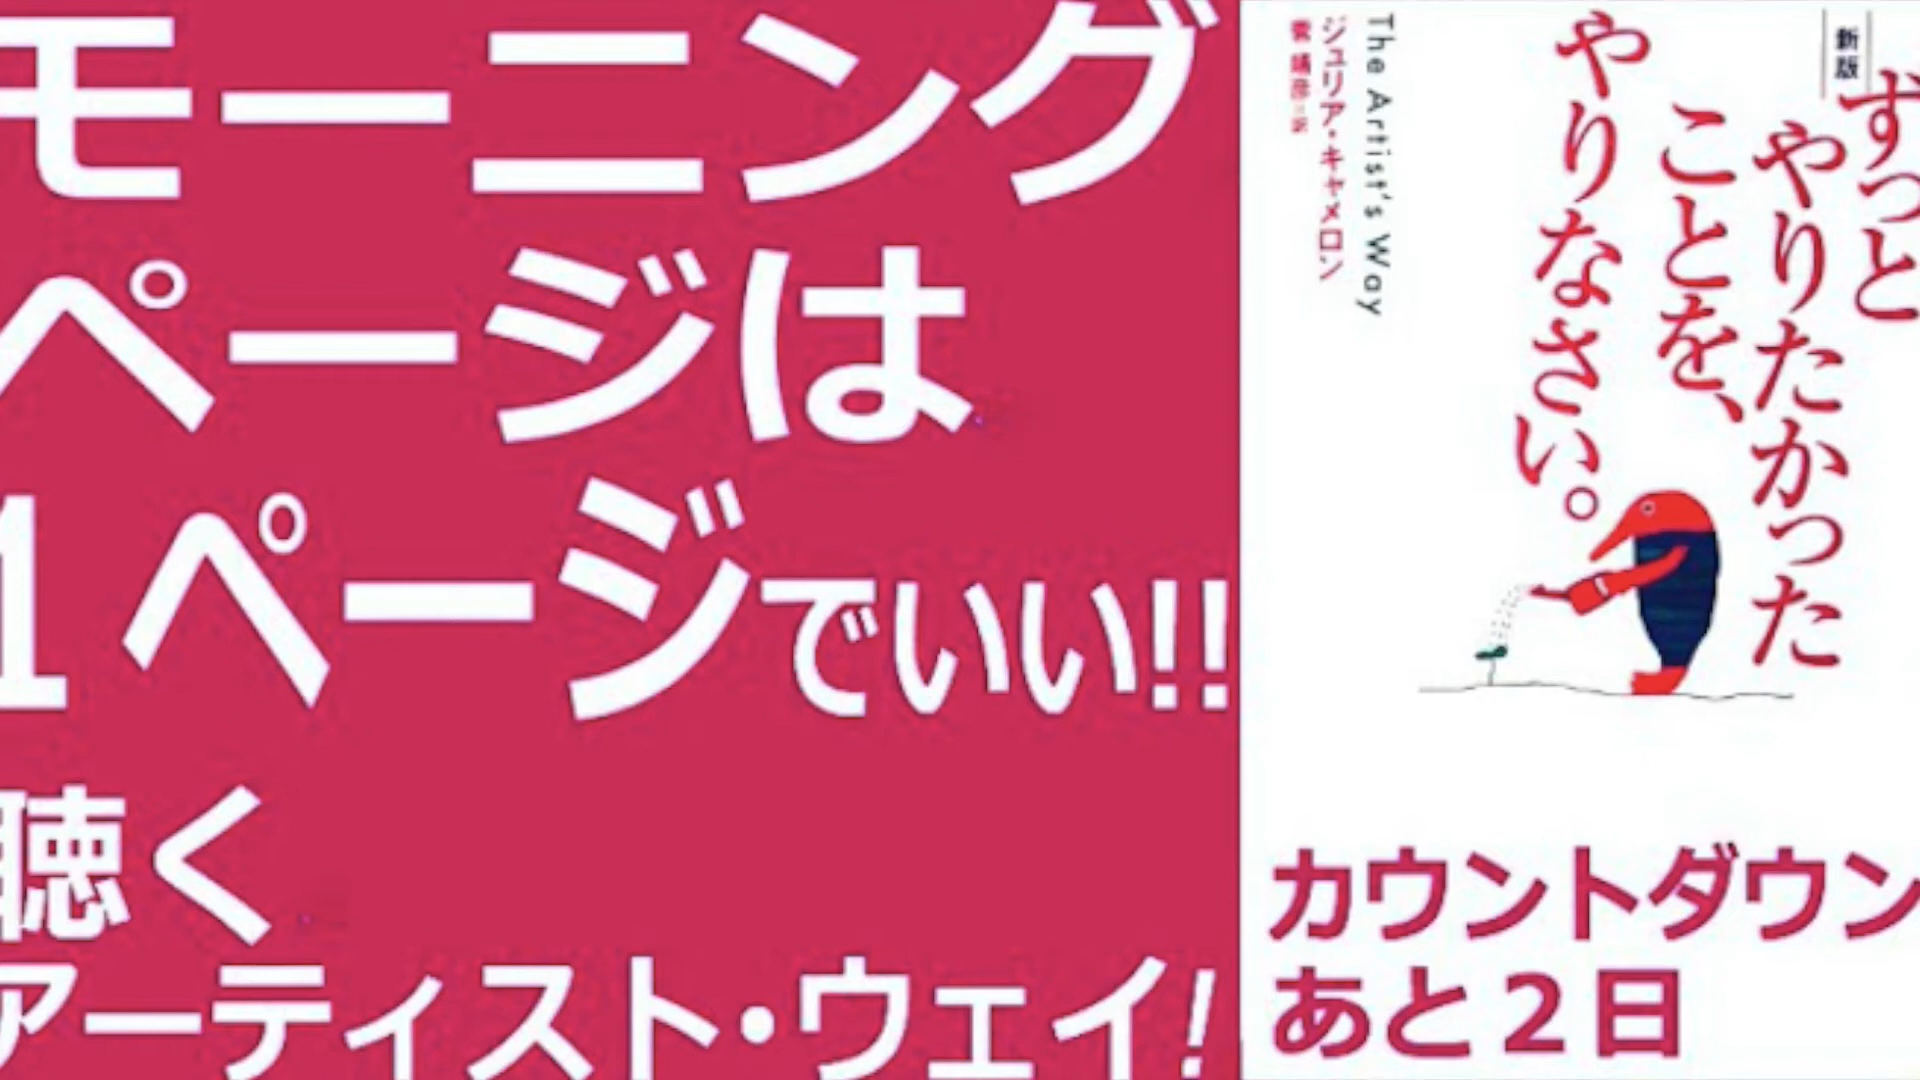 モーニング
ページは
1ページでいい!!
聴く
アーティスト・ウェイ!
新版
ずっと
やりたかった
ことを、
やりなさい。
The Artist's Way
ジュリア・キャメロン
カウントダウン
あと2日